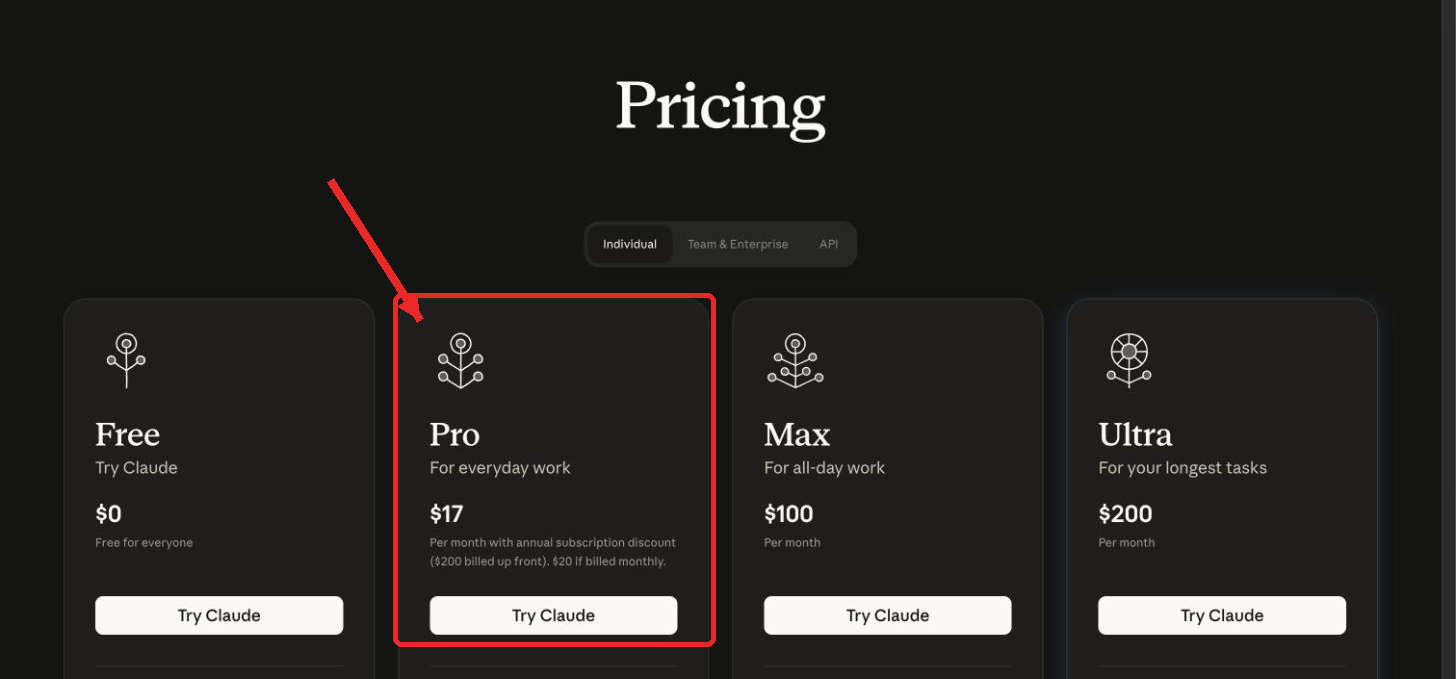 Pricing
Individual
Team & Enterprise
API
Free
Try Claude
$0
Free for everyone
Try Claude
Pro
For everyday work
$17
Per month with annual subscription discount
($200 billed up front). $20 if billed monthly.
Try Claude
Max
For all-day work
$100
Per month
Try Claude
Ultra
For your longest tasks
$200
Per month
Try Claude